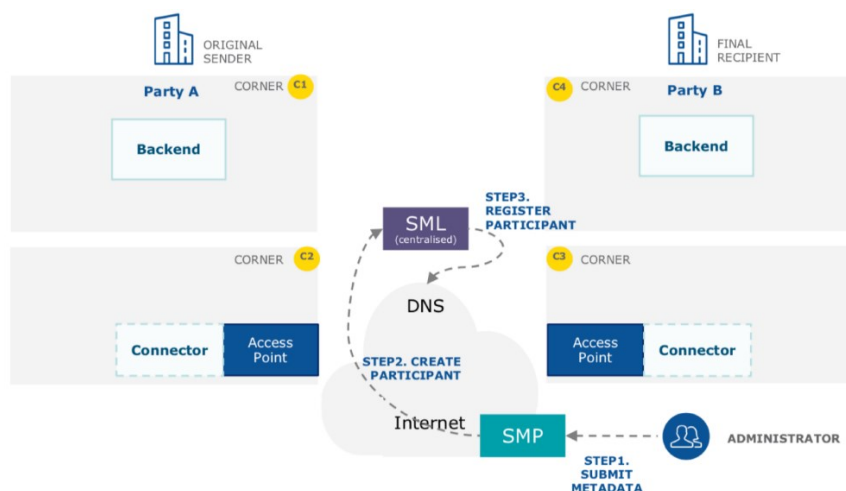 ORIGINAL
SENDER
FINAL
RECIPIENT
Party A
CORNER C1
C4 CORNER
Party B
Backend
Backend
STEP3.
REGISTER
PARTICIPANT
SML
(centralised)
CORNER C2
C3 CORNER
DNS
Connector
Access
Point
Access
Point
Connector
STEP2. CREATE
PARTICIPANT
Internet
SMP
ADMINISTRATOR
STEP1.
SUBMIT
METADATA